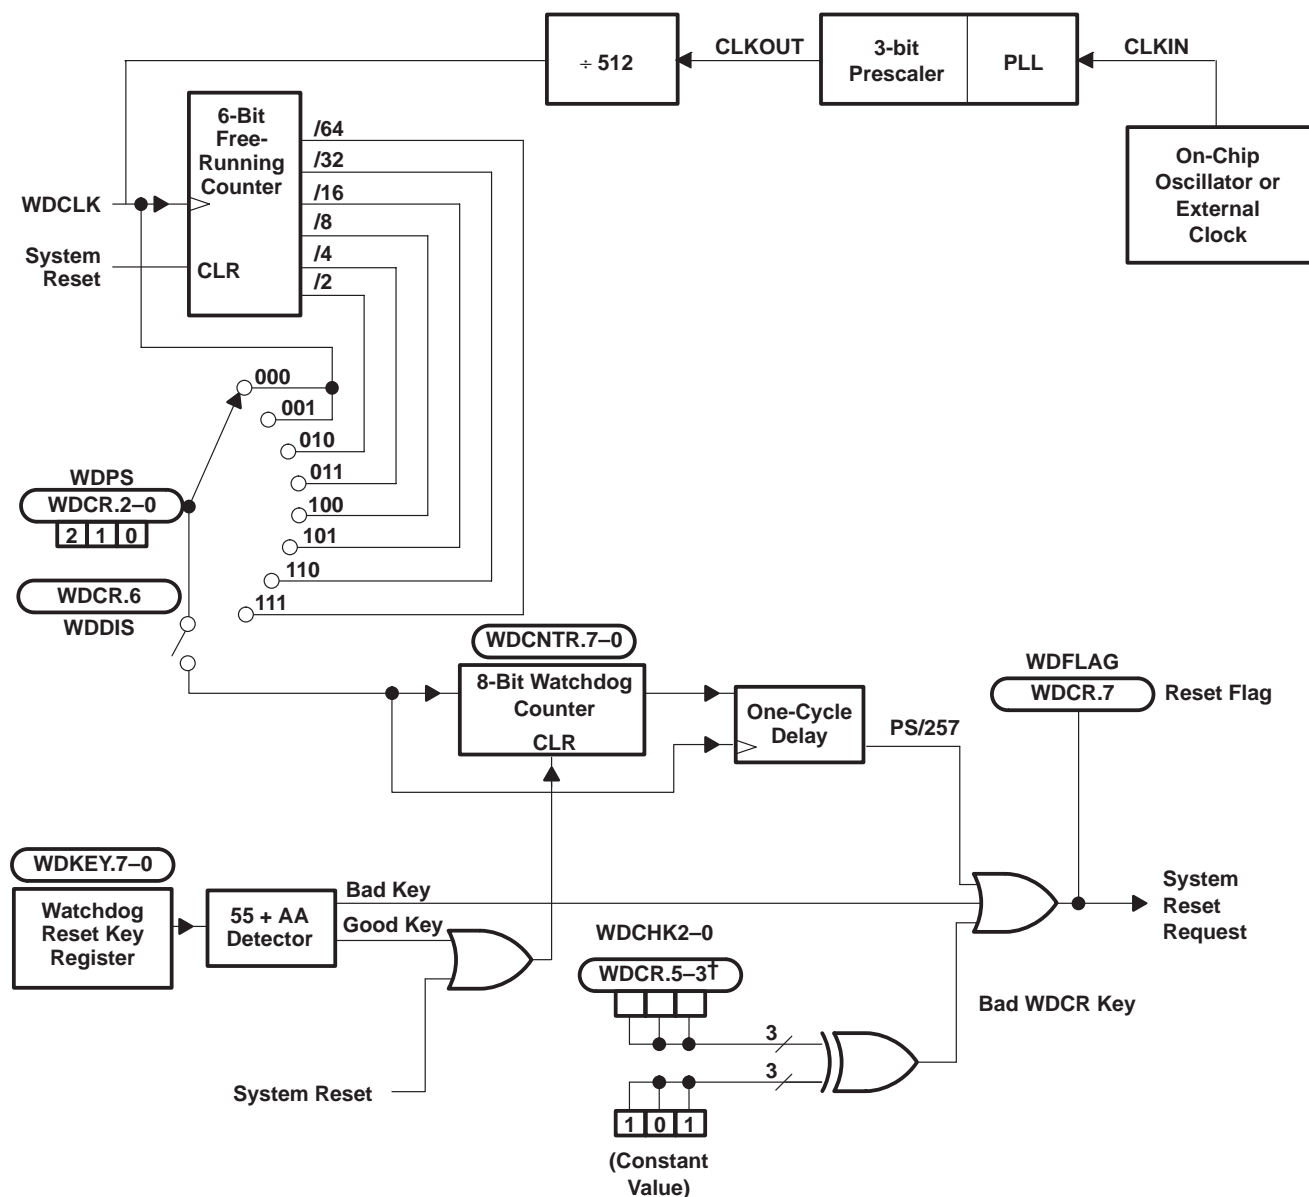 ÷ 512
CLKOUT
3-bit
Prescaler
PLL
CLKIN
On-Chip
Oscillator or
External
Clock
6-Bit
Free-
Running
Counter
CLR
/64
/32
/16
/8
/4
/2
WDCLK
System
Reset
000
001
010
011
100
101
110
111
WDPS
WDCR.2–0
2 1 0
WDCR.6
WDDIS
WDCNTR.7–0
8-Bit Watchdog
Counter
CLR
One-Cycle
Delay
PS/257
WDFLAG
WDCR.7
Reset Flag
WDKEY.7–0
Watchdog
Reset Key
Register
55 + AA
Detector
Bad Key
Good Key
System Reset
WDCHK2–0
WDCR.5–3†
3
3
1 0 1
(Constant
Value)
Bad WDCR Key
System
Reset
Request